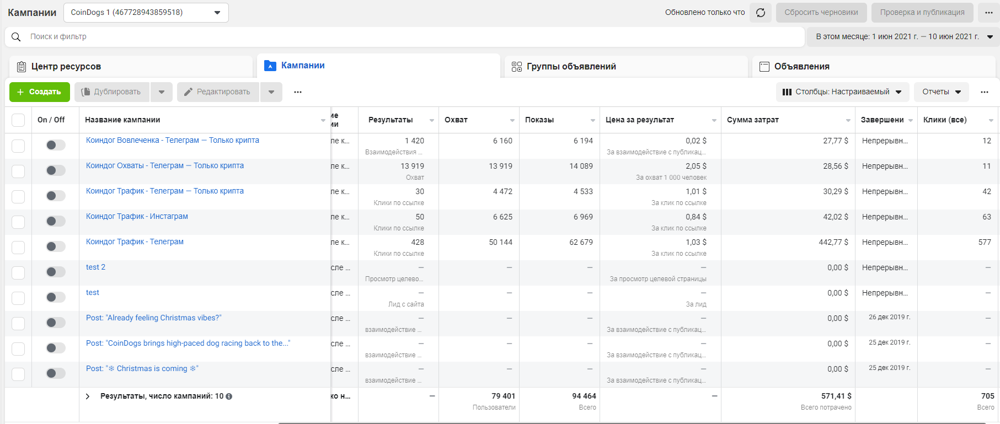 Кампании
CoinDogs 1 (467728943859518)
Обновлено только что
Сбросить черновики
Проверка и публикация
Поиск и фильтр
В этом месяце: 1 июн 2021 г. — 10 июн 2021 г.
Центр ресурсов
Кампании
Группы объявлений
Объявления
+ Создать
Дублировать
Редактировать
Столбцы: Настраиваемый
Отчеты
On / Off Название кампании ие ии Результаты Охват Показы Цена за результат Сумма затрат Завершени Клики (все)
Коиндог Вовлеченка - Телеграм — Только крипта ле к... 1 420 6 160 6 194 0,02 $ 27,77 $ Непрерывн... 12
Взаимодействия ... За взаимодействие с публикац...
Коиндог Охваты - Телеграм — Только крипта ле к... 13 919 13 919 14 089 2,05 $ 28,56 $ Непрерывн... 11
Охват За охват 1 000 человек
Коиндог Трафик - Телеграм — Только крипта ле к... 30 4 472 4 533 1,01 $ 30,29 $ Непрерывн... 42
Клики по ссылке За клик по ссылке
Коиндог Трафик - Инстаграм ле к... 50 6 625 6 969 0,84 $ 42,02 $ Непрерывн... 63
Клики по ссылке За клик по ссылке
Коиндог Трафик - Телеграм ле к... 428 50 144 62 679 1,03 $ 442,77 $ Непрерывн... 577
Клики по ссылке За клик по ссылке
test 2 сле ... — — — — 0,00 $ Непрерывн... —
Просмотр целево... За просмотр целевой страницы
test сле ... — — — — 0,00 $ Непрерывн... —
Лид с сайта За лид
Post: "Already feeling Christmas vibes?" сле ... — — — — 0,00 $ 26 дек 2019 г. —
взаимодействие ... За взаимодействие с публикац...
Post: "CoinDogs brings high-paced dog racing back to the..." сле ... — — — — 0,00 $ 25 дек 2019 г. —
взаимодействие ... За взаимодействие с публикац...
Post: "❄ Christmas is coming ❄" сле ... — — — — 0,00 $ 25 дек 2019 г. —
взаимодействие ... За взаимодействие с публикац...
Результаты, число кампаний: 10 ко н... — 79 401 94 464 — 571,41 $ 705
Пользователи Всего Всего потрачено Всего